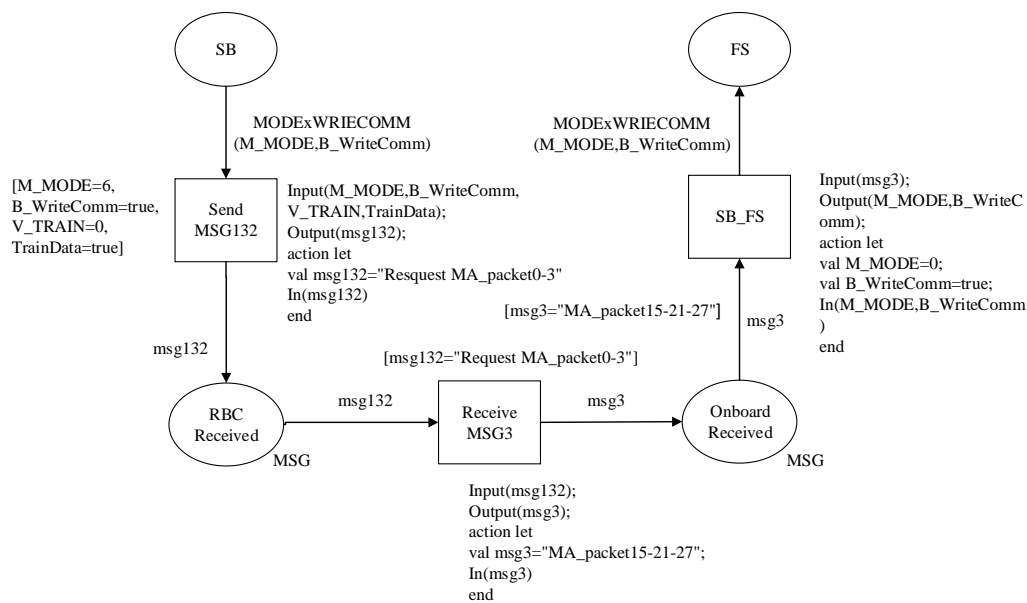 SB
FS
MODExWRIECOMM
(M_MODE,B_WriteComm)
MODExWRIECOMM
(M_MODE,B_WriteComm)
[M_MODE=6,
B_WriteComm=true,
V_TRAIN=0,
TrainData=true]
Send
MSG132
Input(M_MODE,B_WriteComm,
V_TRAIN,TrainData);
Output(msg132);
action let
val msg132="Resquest MA_packet0-3"
In(msg132)
end
SB_FS
Input(msg3);
Output(M_MODE,B_WriteC
omm);
action let
val M_MODE=0;
val B_WriteComm=true;
In(M_MODE,B_WriteComm
)
end
[msg3="MA_packet15-21-27"]
msg3
msg132
[msg132="Request MA_packet0-3"]
RBC
Received
MSG
msg132
Receive
MSG3
msg3
Onboard
Received
MSG
Input(msg132);
Output(msg3);
action let
val msg3="MA_packet15-21-27";
In(msg3)
end